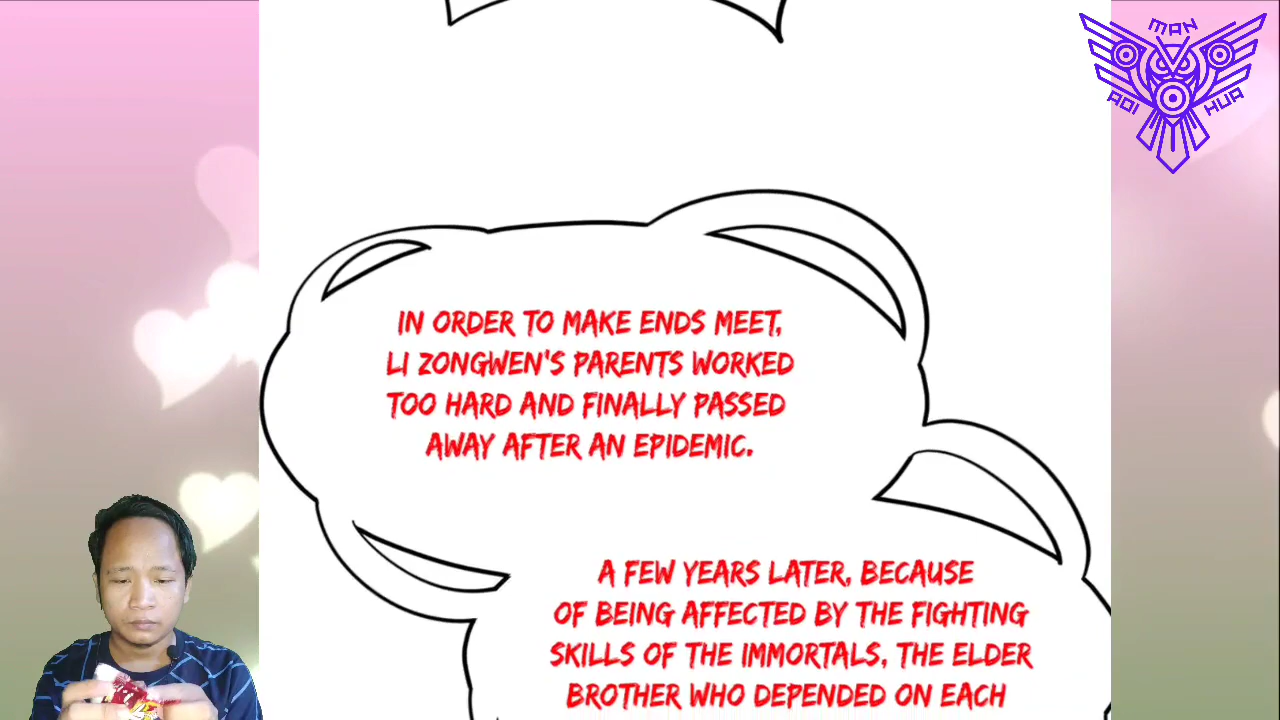 MAN
AOI HUA
IN ORDER TO MAKE ENDS MEET,
LI ZONGWEN'S PARENTS WORKED
TOO HARD AND FINALLY PASSED
AWAY AFTER AN EPIDEMIC.
A FEW YEARS LATER, BECAUSE
OF BEING AFFECTED BY THE FIGHTING
SKILLS OF THE IMMORTALS, THE ELDER
BROTHER WHO DEPENDED ON EACH